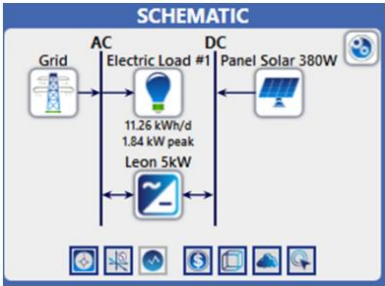 SCHEMATIC
AC DC
Grid Electric Load #1 Panel Solar 380W
11.26 kWh/d
1.84 kW peak
Leon 5kW